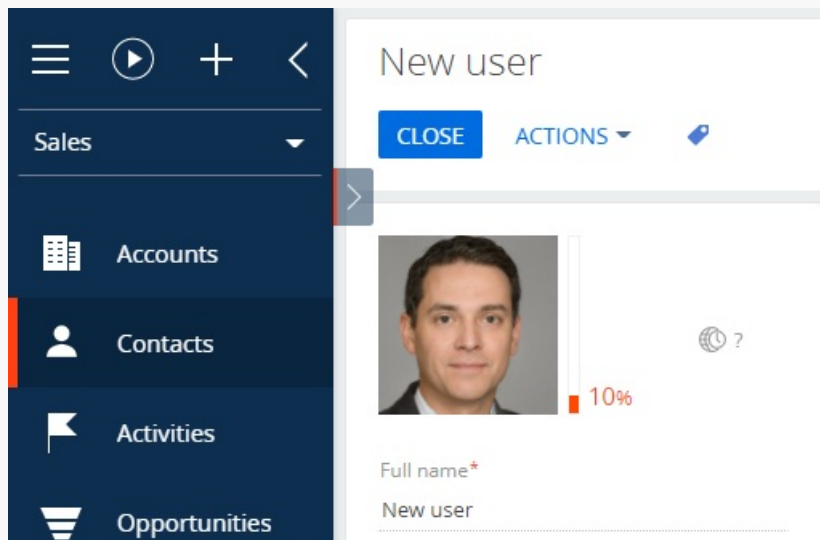 New user
Sales
CLOSE
ACTIONS
Accounts
Contacts
?
10%
Activities
Full name*
New user
Opportunities